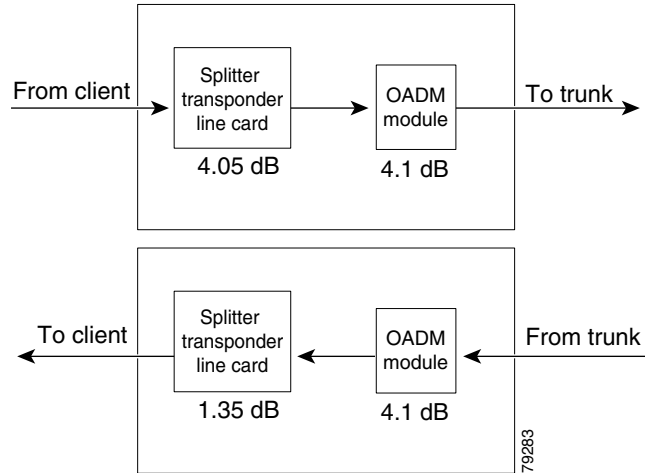 From client
Splitter
transponder
line card
4.05 dB
OADM
module
4.1 dB
To trunk
To client
Splitter
transponder
line card
1.35 dB
OADM
module
4.1 dB
From trunk
79283